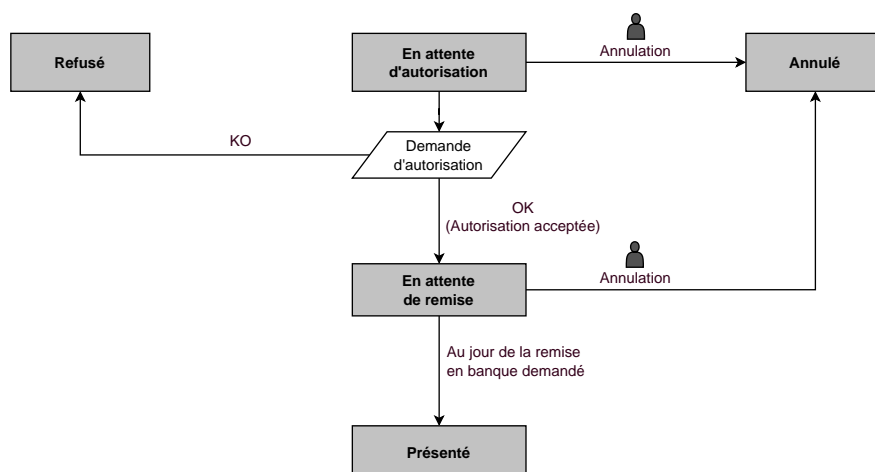 Refusé
En attente
d'autorisation
Annulation
Annulé
KO
Demande
d'autorisation
OK
(Autorisation acceptée)
En attente
de remise
Annulation
Au jour de la remise
en banque demandé
Présenté